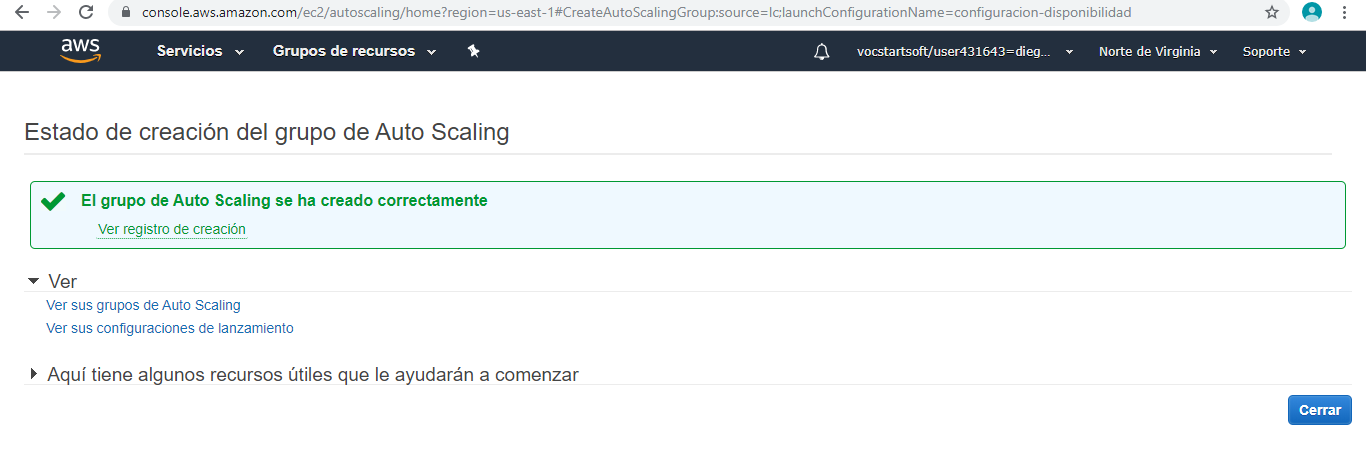 console.aws.amazon.com/ec2/autoscaling/home?region=us-east-1#CreateAutoScalingGroup:source=lc;launchConfigurationName=configuracion-disponibilidad
aws Servicios Grupos de recursos vocstartsoft/user431643=dieg... Norte de Virginia Soporte
Estado de creación del grupo de Auto Scaling
El grupo de Auto Scaling se ha creado correctamente
Ver registro de creación
Ver
Ver sus grupos de Auto Scaling
Ver sus configuraciones de lanzamiento
Aquí tiene algunos recursos útiles que le ayudarán a comenzar
Cerrar